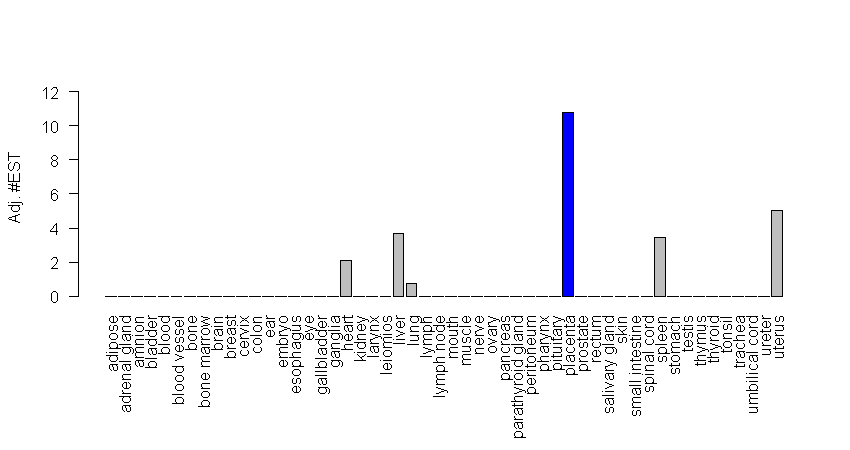 Adj. #EST
12
10
8
6
4
2
0
adipose
adrenal gland
amnion
bladder
blood
blood vessel
bone
bone marrow
brain
breast
cervix
colon
ear
embryo
esophagus
eye
gallbladder
ganglia
heart
kidney
larynx
leiomios
liver
lung
lymph
lymph node
mouth
muscle
nerve
ovary
pancreas
parathyroid gland
peritoneum
pharynx
pituitary
placenta
prostate
rectum
salivary gland
skin
small intestine
spinal cord
spleen
stomach
testis
thymus
thyroid
tonsil
trachea
umbilical cord
ureter
uterus